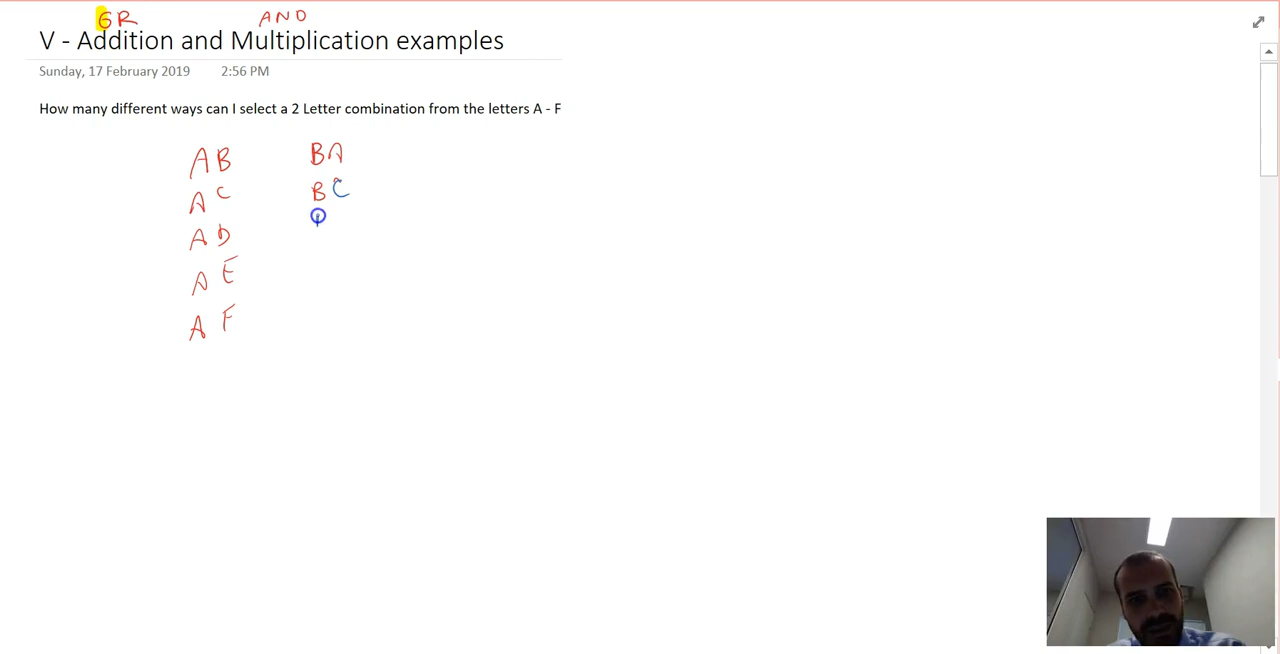 OR AND
V - Addition and Multiplication examples
Sunday, 17 February 2019 2:56 PM
How many different ways can I select a 2 Letter combination from the letters A - F
AB BA
AC BC
AD
AE
AF